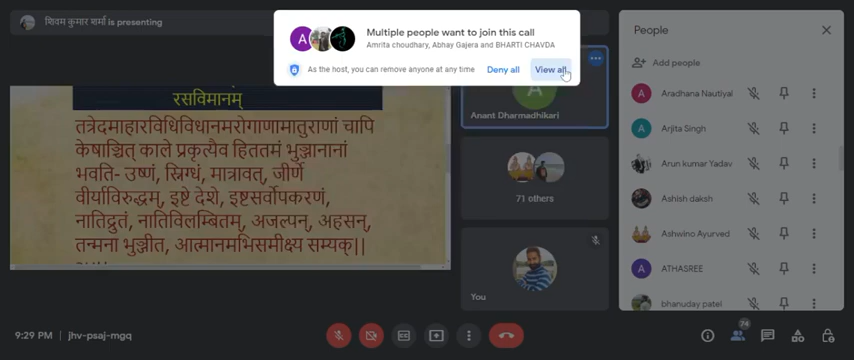 शिवम कुमार शर्मा is presenting
Multiple people want to join this call
Amrita choudhary, Abhay Gajera and BHARTI CHAVDA
As the host, you can remove anyone at any time
Deny all
View all
रसविमानम्
तत्रेदमाहारविधिविधानमरोगाणामातुराणां चापि
केषाञ्चित् काले प्रकृत्यैव हिततमं भुञ्जानानां
भवति- उष्णं, स्निग्धं, मात्रावत्, जीर्णे
वीर्याविरुद्धम्, इष्टे देशे, इष्टसर्वोपकरणं,
नातिद्रुतं, नातिविलम्बितम्, अजल्पन्, अहसन्,
तन्मना भुञ्जीत, आत्मानमभिसमीक्ष्य सम्यक्||
A
Anant Dharmadhikari
71 others
You
People
Add people
A Aradhana Nautiyal
A Arjita Singh
Arun kumar Yadav
Ashish daksh
Ashwino Ayurved
A ATHASREE
bhanuday patel
9:29 PM | jhv-psaj-mgq
74